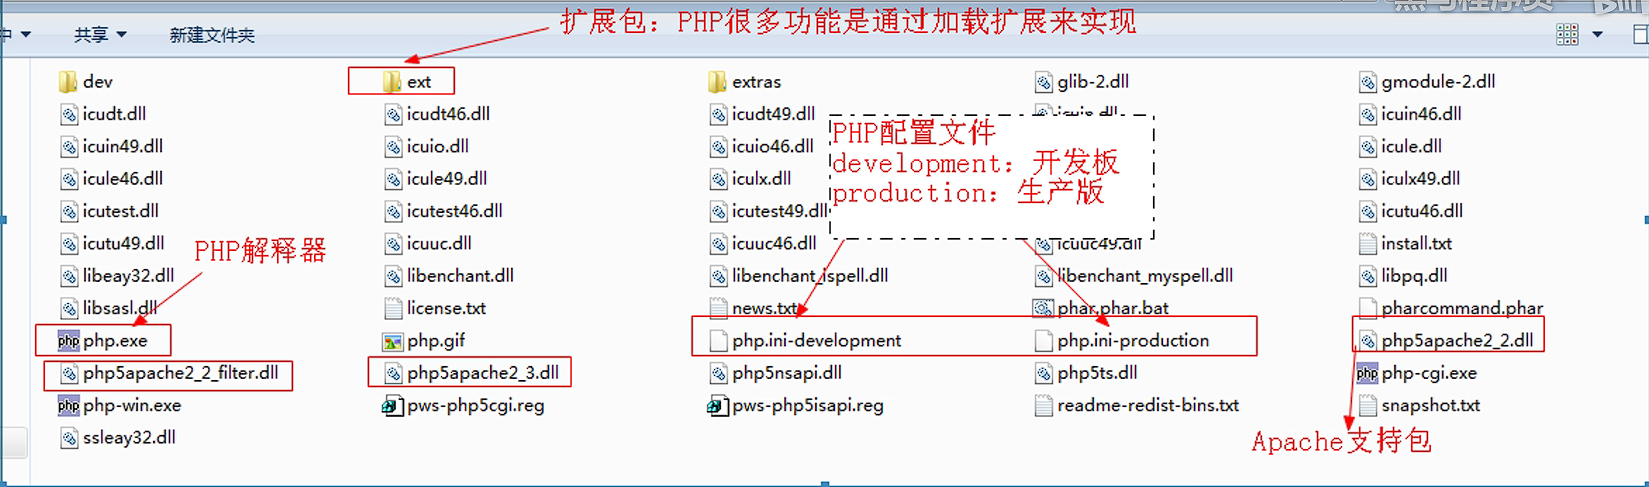 扩展包：PHP很多功能是通过加载扩展来实现
共享 新建文件夹
dev ext extras glib-2.dll gmodule-2.dll
icudt.dll icudt46.dll icudt49.dll icuin46.dll
PHP配置文件
icuin49.dll icuio.dll icuio46.dll icule.dll
development：开发板
icule46.dll icule49.dll iculx.dll iculx49.dll
production：生产版
icutest.dll icutest46.dll icutest49.dll icutu46.dll
icutu49.dll icuuc.dll icuuc46.dll icuuc49.dll install.txt
PHP解释器
libeay32.dll libenchant.dll libenchant_ispell.dll libenchant_myspell.dll libpq.dll
libsasl.dll license.txt news.txt phar.phar.bat pharcommand.phar
php php.exe php.gif php.ini-development php.ini-production php5apache2_2.dll
php5apache2_2_filter.dll php5apache2_3.dll php5nsapi.dll php5ts.dll php php-cgi.exe
php php-win.exe pws-php5cgi.reg pws-php5isapi.reg readme-redist-bins.txt snapshot.txt
ssleay32.dll
Apache支持包